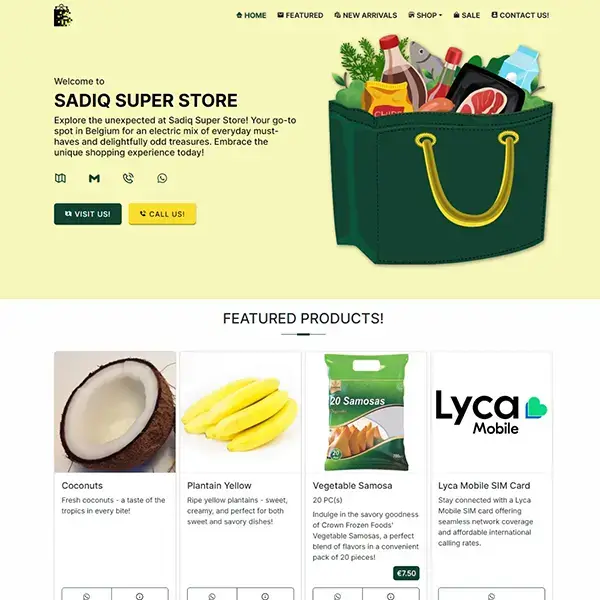 HOME
FEATURED
NEW ARRIVALS
SHOP
SALE
CONTACT US!
Welcome to
SADIQ SUPER STORE
Explore the unexpected at Sadiq Super Store! Your go-to
spot in Belgium for an electric mix of everyday must-
haves and delightfully odd treasures. Embrace the
unique shopping experience today!
VISIT US!
CALL US!
FEATURED PRODUCTS!
20 Samosas
20
Lyca
Mobile
Coconuts
Fresh coconuts - a taste of the
tropics in every bite!
Plantain Yellow
Ripe yellow plantains - sweet,
creamy, and perfect for both
sweet and savory dishes!
Vegetable Samosa
20 PC(s)
Indulge in the savory goodness
of Crown Frozen Foods'
Vegetable Samosas, a perfect
blend of flavors in a convenient
pack of 20 pieces!
€7.50
Lyca Mobile SIM Card
Stay connected with a Lyca
Mobile SIM card offering
seamless network coverage
and affordable international
calling rates.